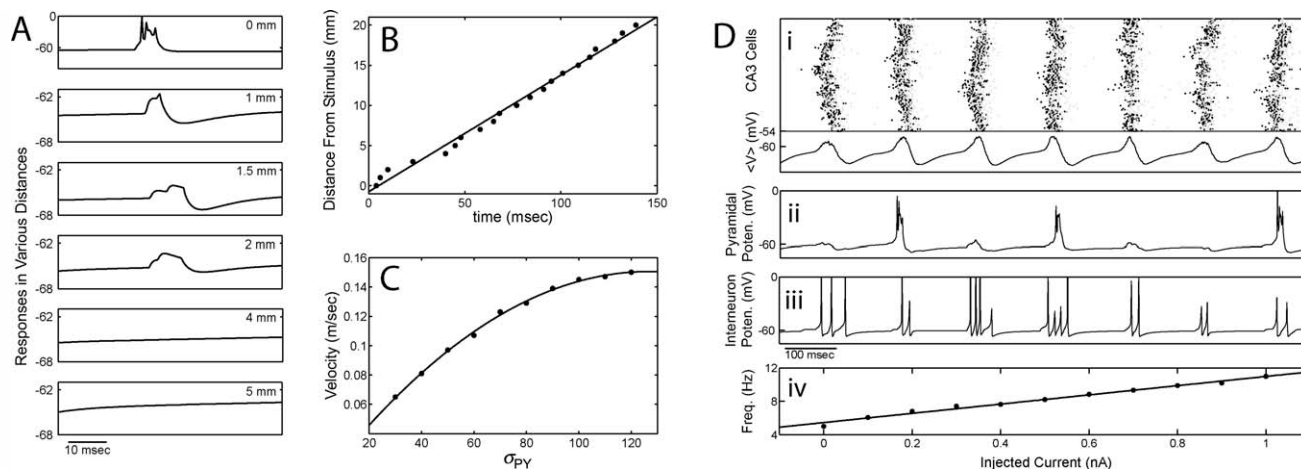 A
Responses in Various Distances
0
-60
0 mm
-62
-68
1 mm
-62
-68
1.5 mm
-62
-68
2 mm
-62
-68
4 mm
-62
-68
5 mm
10 msec
B
Distance From Stimulus (mm)
20
15
10
5
0
0 50 100 150
time (msec)
C
Velocity (m/sec)
0.16
0.14
0.12
0.10
0.08
0.06
20 40 60 80 100 120
σPY
D
i
CA3 Cells
-54
-60
<V> (mV)
ii
Pyramidal
Poten. (mV)
0
-60
iii
Interneuron
Poten. (mV)
0
-60
100 msec
iv
Freq. (Hz)
12
8
4
0 0.2 0.4 0.6 0.8 1
Injected Current (nA)